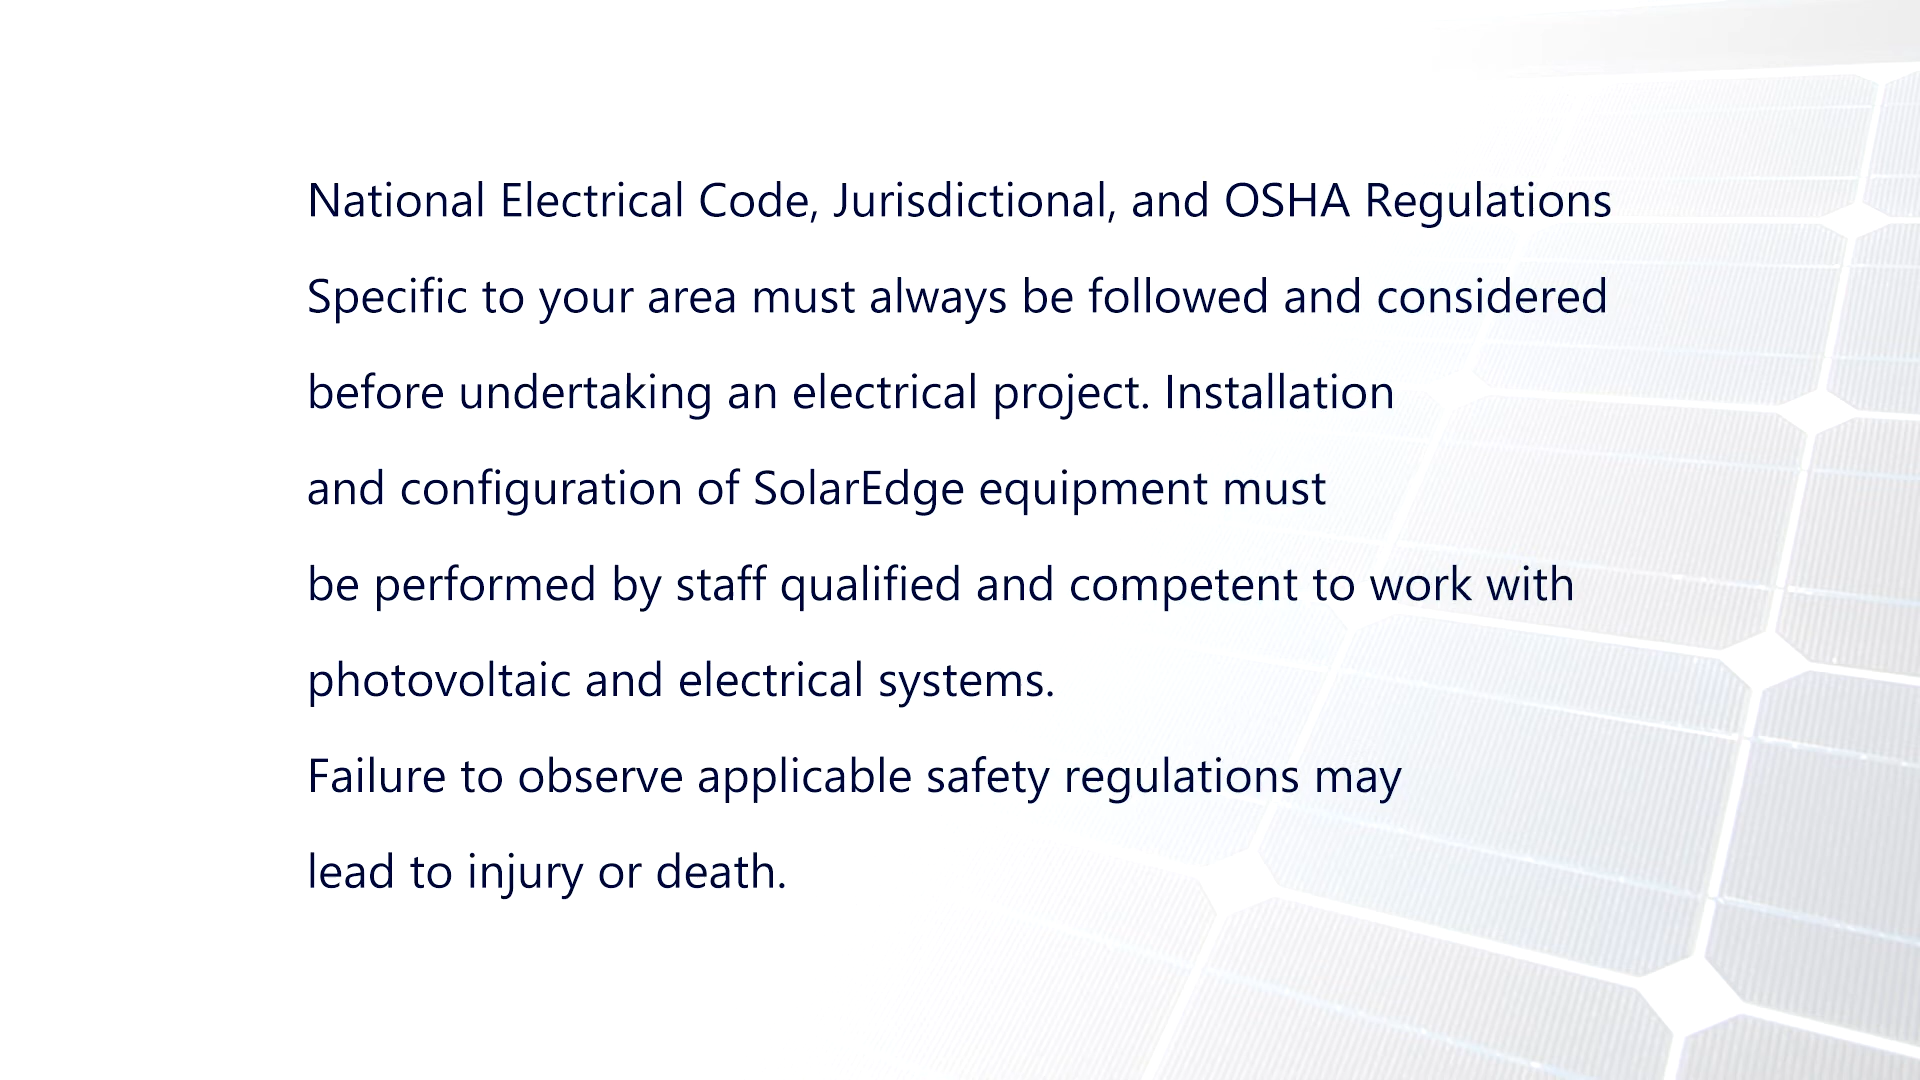 National Electrical Code, Jurisdictional, and OSHA Regulations
Specific to your area must always be followed and considered
before undertaking an electrical project. Installation
and configuration of SolarEdge equipment must
be performed by staff qualified and competent to work with
photovoltaic and electrical systems.
Failure to observe applicable safety regulations may
lead to injury or death.